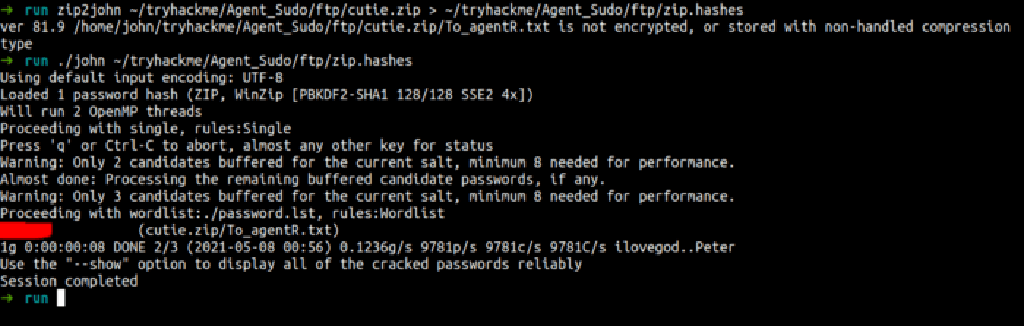 → run zip2john ~/tryhackme/Agent_Sudo/ftp/cutie.zip > ~/tryhackme/Agent_Sudo/ftp/zip.hashes
ver 81.9 /home/john/tryhackme/Agent_Sudo/ftp/cutie.zip/To_agentR.txt is not encrypted, or stored with non-handled compression
type
→ run ./john ~/tryhackme/Agent_Sudo/ftp/zip.hashes
Using default input encoding: UTF-8
Loaded 1 password hash (ZIP, WinZip [PBKDF2-SHA1 128/128 SSE2 4x])
Will run 2 OpenMP threads
Proceeding with single, rules:Single
Press 'q' or Ctrl-C to abort, almost any other key for status
Warning: Only 2 candidates buffered for the current salt, minimum 8 needed for performance.
Almost done: Processing the remaining buffered candidate passwords, if any.
Warning: Only 3 candidates buffered for the current salt, minimum 8 needed for performance.
Proceeding with wordlist:./password.lst, rules:Wordlist
(cutie.zip/To_agentR.txt)
1g 0:00:00:08 DONE 2/3 (2021-05-08 00:56) 0.1236g/s 9781p/s 9781c/s 9781C/s ilovegod..Peter
Use the "--show" option to display all of the cracked passwords reliably
Session completed
→ run